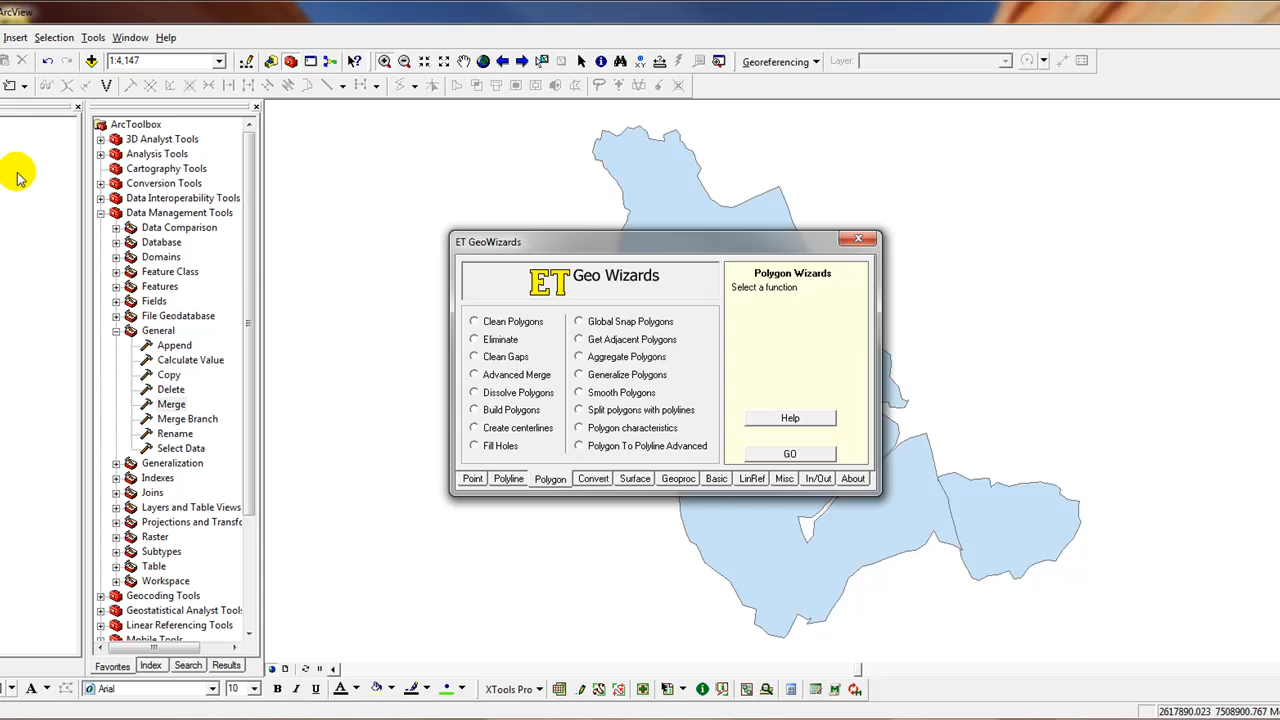 ArcView
Insert Selection Tools Window Help
1:4,147 Georeferencing Layer:
ArcToolbox
3D Analyst Tools
Analysis Tools
Cartography Tools
Conversion Tools
Data Interoperability Tools
Data Management Tools
Data Comparison
Database
Domains
Feature Class
Features
Fields
File Geodatabase
General
Append
Calculate Value
Copy
Delete
Merge
Merge Branch
Rename
Select Data
Generalization
Indexes
Joins
Layers and Table Views
Projections and Transfo
Raster
Subtypes
Table
Workspace
Geocoding Tools
Geostatistical Analyst Tools
Linear Referencing Tools
Mobile Tools
Favorites Index Search Results
ET GeoWizards
ET Geo Wizards
Clean Polygons
Eliminate
Clean Gaps
Advanced Merge
Dissolve Polygons
Build Polygons
Create centerlines
Fill Holes
Global Snap Polygons
Get Adjacent Polygons
Aggregate Polygons
Generalize Polygons
Smooth Polygons
Split polygons with polylines
Polygon characteristics
Polygon To Polyline Advanced
Polygon Wizards
Select a function
Help
GO
Point Polyline Polygon Convert Surface Geoproc Basic LinRef Misc In/Out About
A Arial 10 B I U A XTools Pro
2617890.023 7508900.767 M